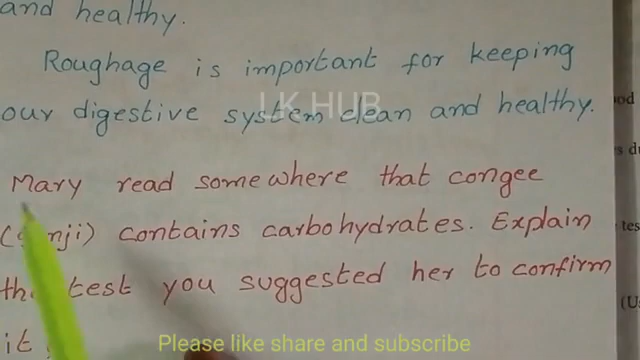 and healthy.
Roughage is important for keeping
our digestive system clean and healthy.
LK HUB
Mary read somewhere that congee
contains carbohydrates. Explain
test you suggested her to confirm
it.
Please like share and subscribe